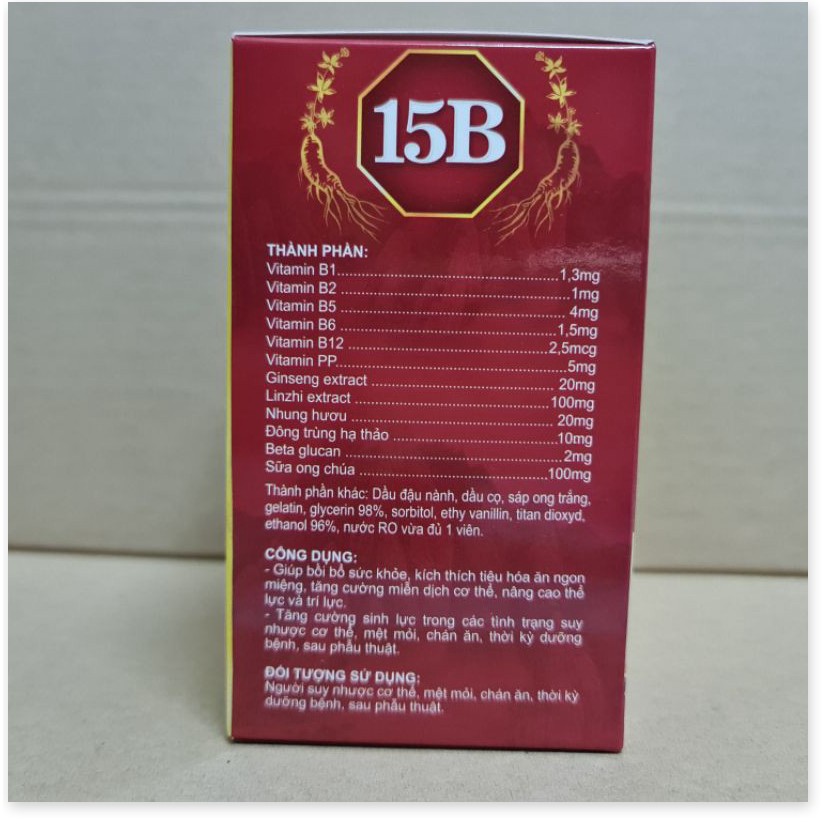 15B
THÀNH PHẦN:
Vitamin B1................1,3mg
Vitamin B2 ................1mg
Vitamin B5 ................ 4mg
Vitamin B6 ................1,5mg
Vitamin B12 ................2,5mcg
Vitamin PP................5mg
Ginseng extract ................ 20mg
Linzhi extract ................100mg
Nhung hươu ................ 20mg
Đông trùng hạ thảo ................10mg
Beta glucan ................2mg
Sữa ong chúa ................100mg
Thành phần khác: Dầu đậu nành, dầu cọ, sáp ong trắng,
gelatin, glycerin 98%, sorbitol, ethy vanillin, titan dioxyd,
ethanol 96%, nước RO vừa đủ 1 viên.
CÔNG DỤNG:
- Giúp bồi bổ sức khỏe, kích thích tiêu hóa ăn ngon
miệng, tăng cường miễn dịch cơ thể, nâng cao thể
lực và trí lực.
- Tăng cường sinh lực trong các tình trạng suy
nhược cơ thể, mệt mỏi, chán ăn, thời kỳ dưỡng
bệnh, sau phẫu thuật.
ĐỐI TƯỢNG SỬ DỤNG:
Người suy nhược cơ thể, mệt mỏi, chán ăn, thời kỳ
dưỡng bệnh, sau phẫu thuật.